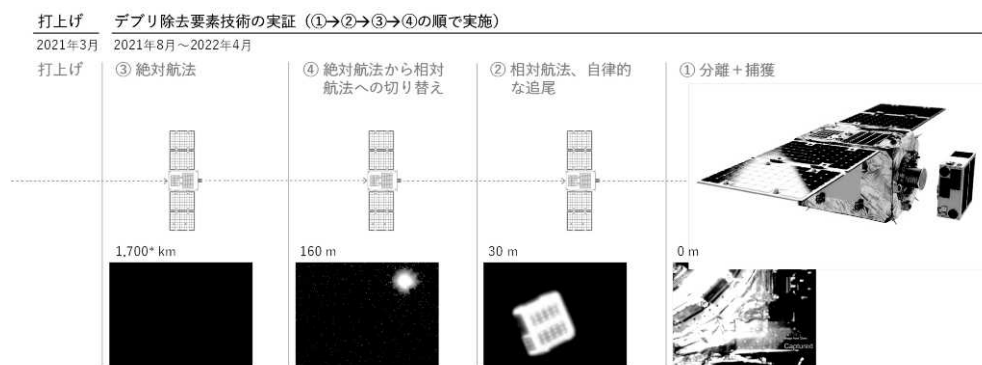 打上げ
デブリ除去要素技術の実証（①→②→③→④の順で実施）
2021年3月
2021年8月～2022年4月
打上げ
③ 絶対航法
④ 絶対航法から相対
航法への切り替え
② 相対航法、自律的
な追尾
① 分離＋捕獲
1,700* km
160 m
30 m
0 m
Captured